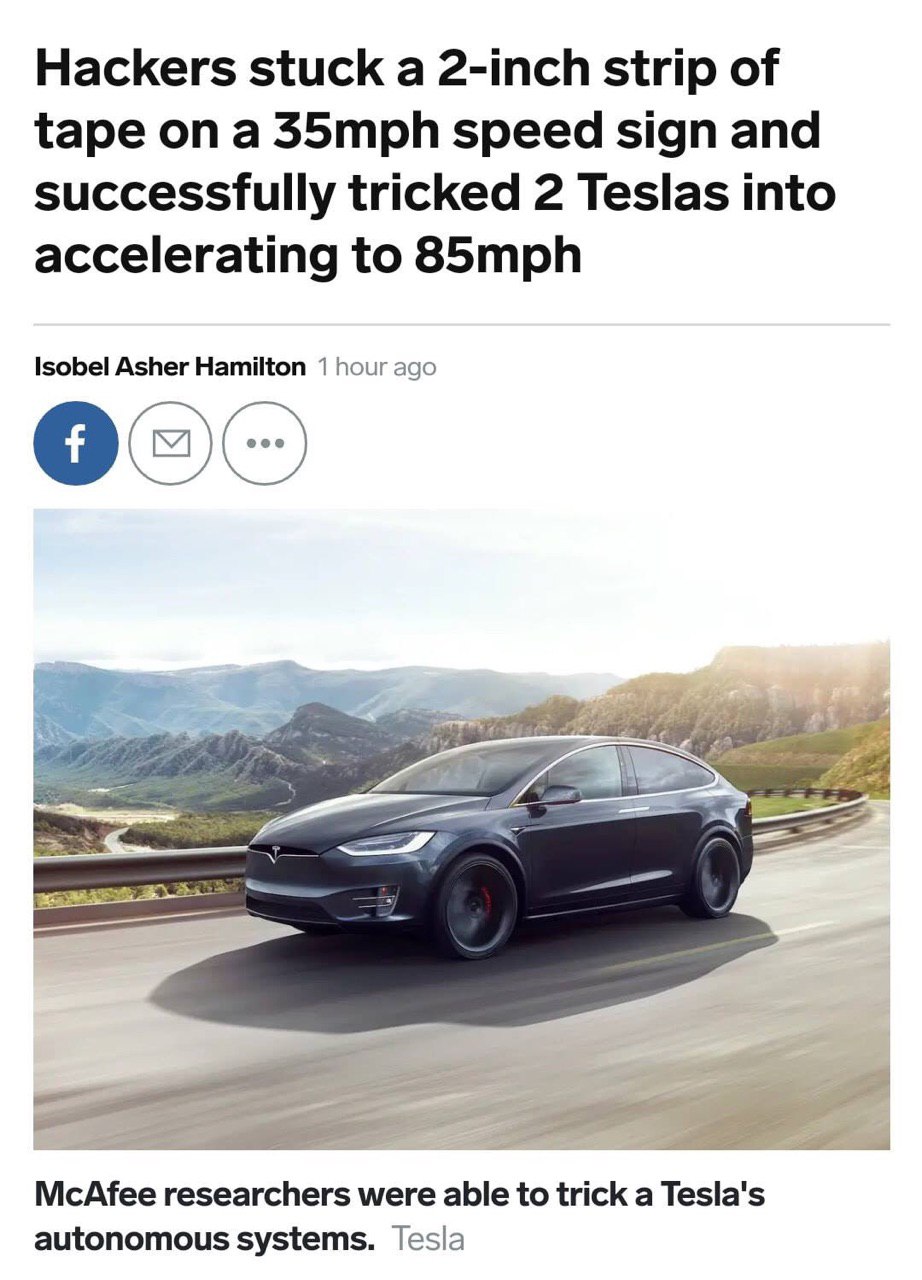 Hackers stuck a 2-inch strip of
tape on a 35mph speed sign and
successfully tricked 2 Teslas into
accelerating to 85mph
Isobel Asher Hamilton 1 hour ago
McAfee researchers were able to trick a Tesla's
autonomous systems. Tesla